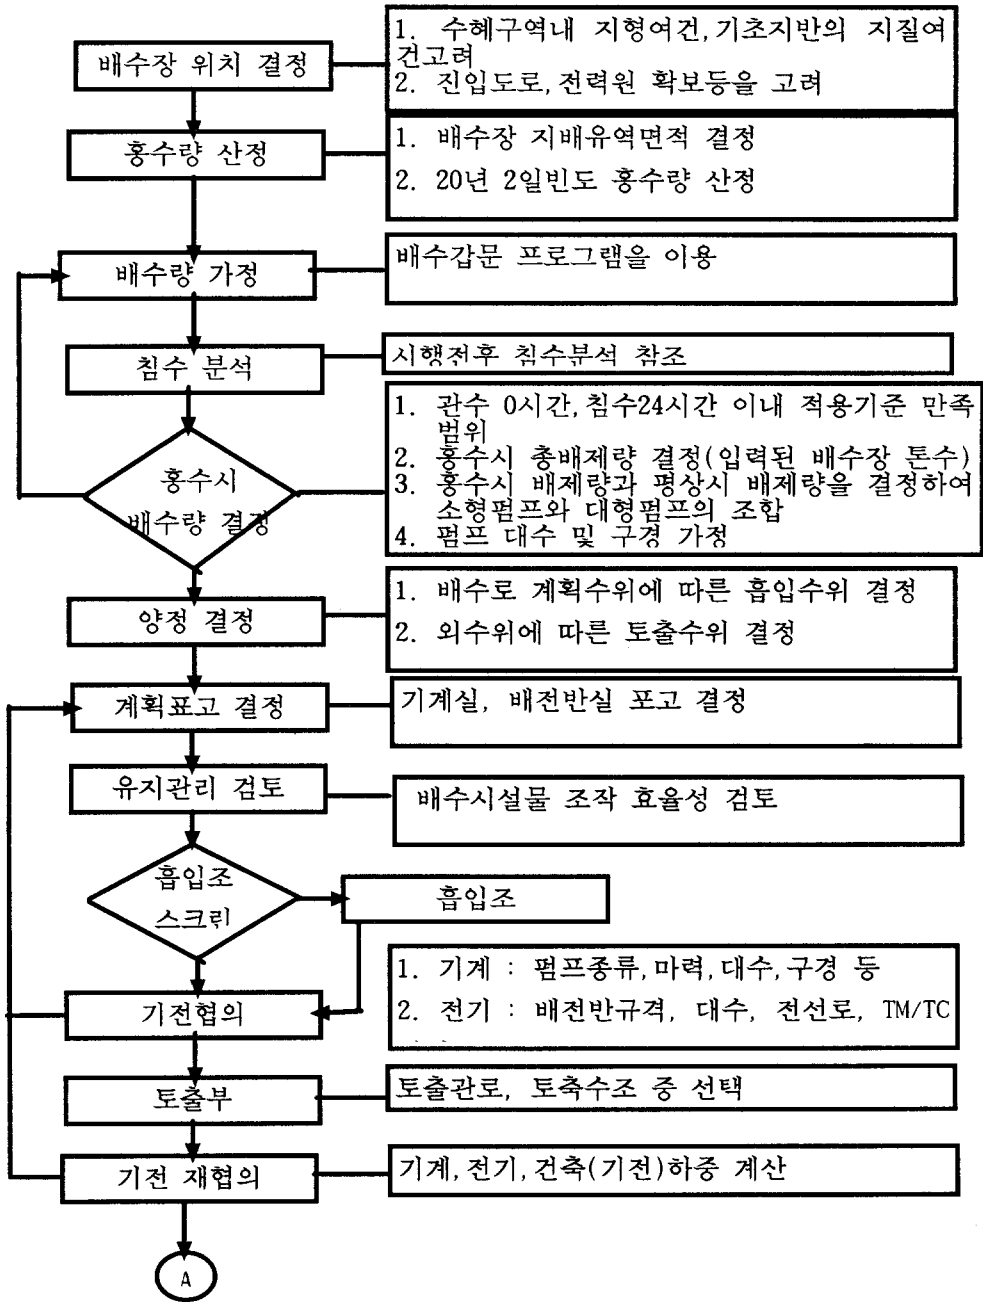 배수장 위치 결정
1. 수혜구역내 지형여건,기초지반의 지질여
건고려
2. 진입도로,전력원 확보등을 고려
홍수량 산정
1. 배수장 지배유역면적 결정
2. 20년 2일빈도 홍수량 산정
배수량 가정
배수갑문 프로그램을 이용
침수 분석
시행전후 침수분석 참조
홍수시
배수량 결정
1. 관수 0시간,침수24시간 이내 적용기준 만족
범위
2. 홍수시 총배제량 결정(입력된 배수장 톤수)
3. 홍수시 배제량과 평상시 배제량을 결정하여
소형펌프와 대형펌프의 조합
4. 펌프 대수 및 구경 가정
양정 결정
1. 배수로 계획수위에 따른 흡입수위 결정
2. 외수위에 따른 토출수위 결정
계획표고 결정
기계실, 배전반실 포고 결정
유지관리 검토
배수시설물 조작 효율성 검토
흡입조
스크린
흡입조
기전협의
1. 기계 : 펌프종류,마력,대수,구경 등
2. 전기 : 배전반규격, 대수, 전선로, TM/TC
토출부
토출관로, 토축수조 중 선택
기전 재협의
기계,전기,건축(기전)하중 계산
A